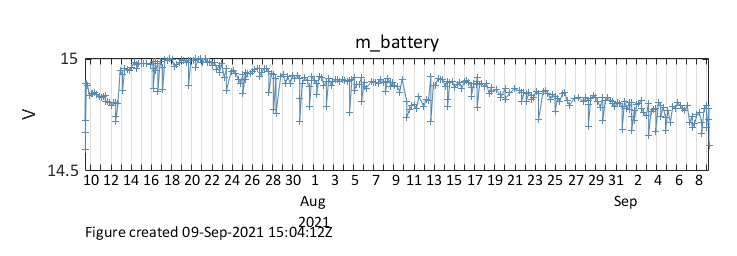 m_battery
15
V
14.5
10 12 14 16 18 20 22 24 26 28 30 1 3 5 7 9 11 13 15 17 19 21 23 25 27 29 31 2 4 6 8
Aug Sep
2021
Figure created 09-Sep-2021 15:04:12Z